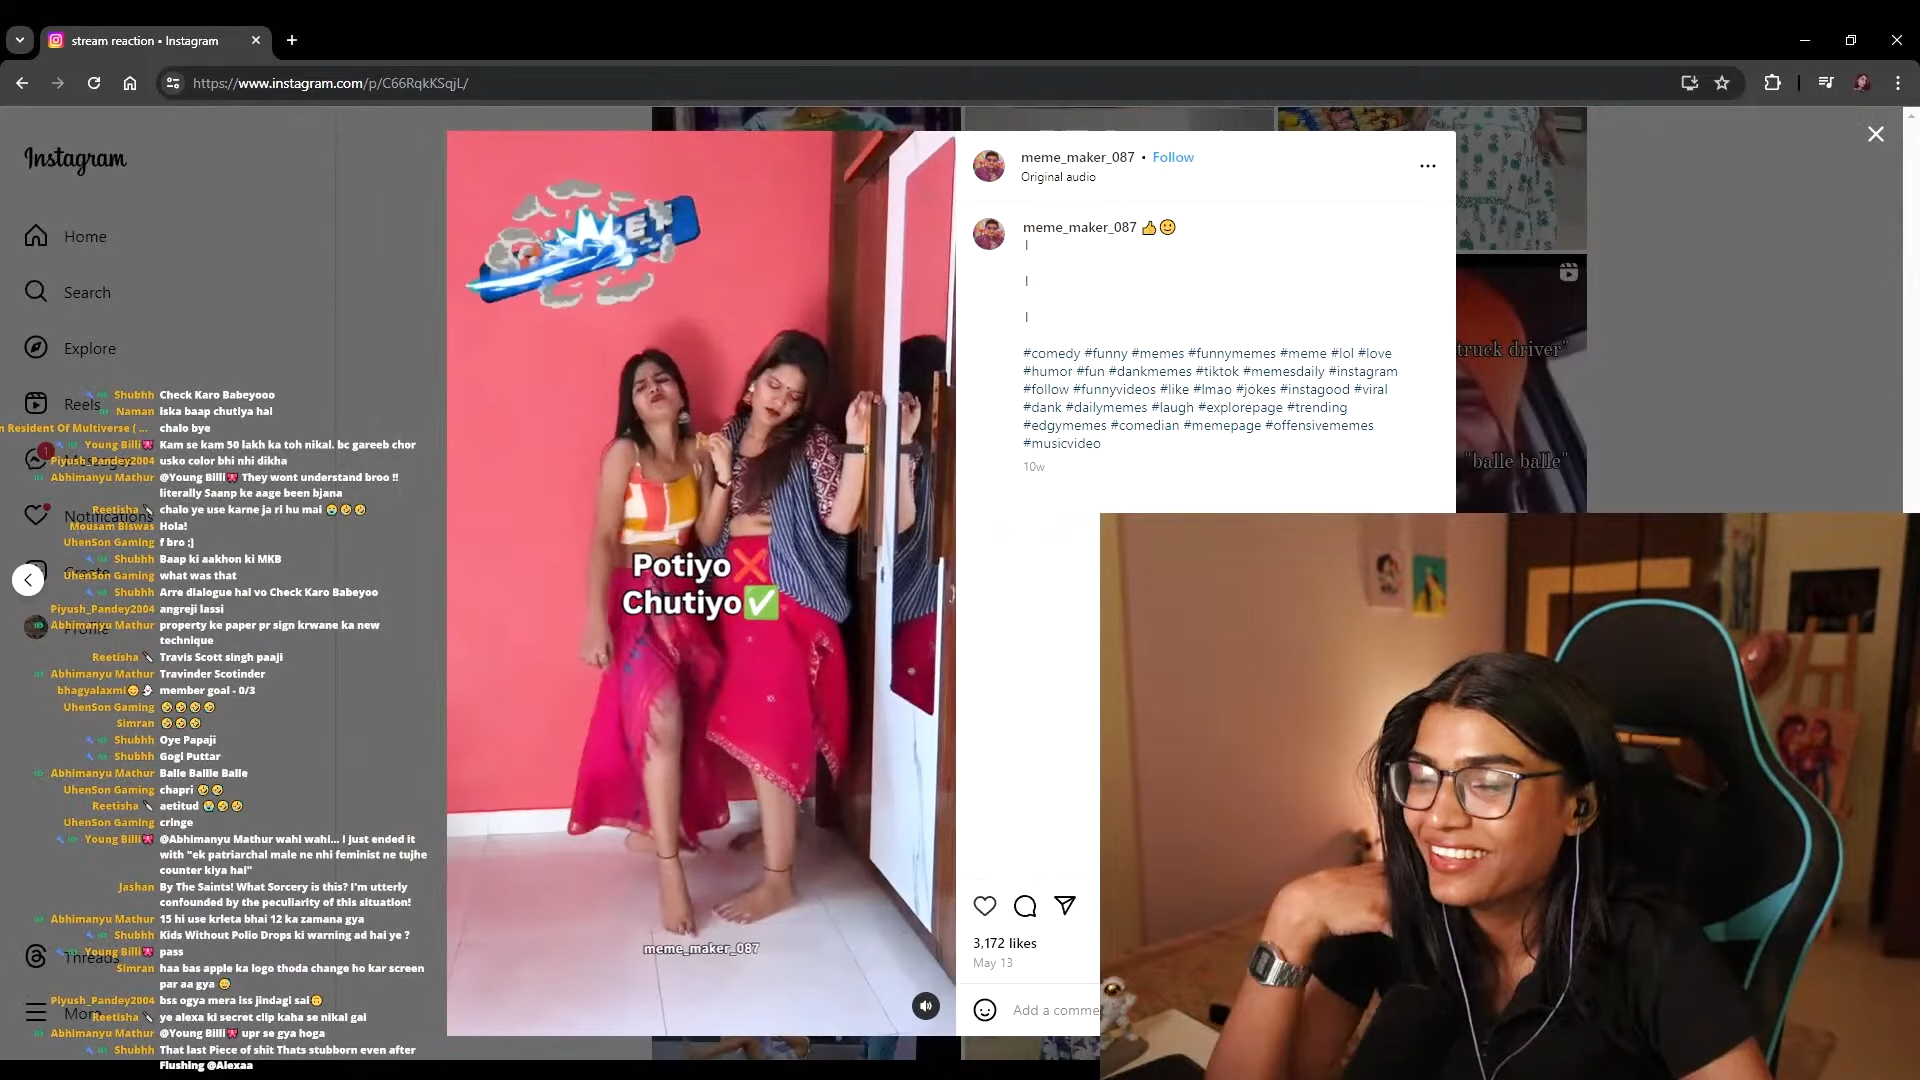 stream reaction • Instagram
https://www.instagram.com/p/C66RqkKSqjL/
Instagram
Home
Search
Explore
Reels
Notifications
Threads
More
Shubhh Check Karo Babeyooo
Naman iska baap chutiya hai
n Resident Of Multiverse ( ... chalo bye
Young Billi🎀 Kam se kam 50 lakh ka toh nikal. bc gareeb chor
Piyush_Pandey2004 usko color bhi nhi dikha
Abhimanyu Mathur @Young Billi🎀 They wont understand broo !!
literally Saanp ke aage been bjana
Reetisha🔪 chalo ye use karne ja ri hu mai 😭🤣🤣
Mousam Biswas Hola!
UhenSon Gaming f bro :]
Shubhh Baap ki aakhon ki MKB
UhenSon Gaming what was that
Shubhh Arre dialogue hai vo Check Karo Babeyoo
Piyush_Pandey2004 angreji lassi
Abhimanyu Mathur property ke paper pr sign krwane ka new
technique
Reetisha🔪 Travis Scott singh paaji
Abhimanyu Mathur Travinder Scotinder
bhagyalaxmi😊👻 member goal - 0/3
UhenSon Gaming 🤣🤣🤣🤣
Simran 🤣🤣🤣
Shubhh Oye Papaji
Shubhh Gogi Puttar
Abhimanyu Mathur Balle Ballle Balle
UhenSon Gaming chapri 🤣🤣
Reetisha🔪 aetitud 😭🤣🤣
UhenSon Gaming cringe
Young Billi🎀 @Abhimanyu Mathur wahi wahi... I just ended it
with "ek patriarchal male ne nhi feminist ne tujhe
counter kiya hai"
Jashan By The Saints! What Sorcery is this? I'm utterly
confounded by the peculiarity of this situation!
Abhimanyu Mathur 15 hi use krleta bhai 12 ka zamana gya
Shubhh Kids Without Polio Drops ki warning ad hai ye ?
Young Billi🎀 pass
Simran haa bas apple ka logo thoda change ho kar screen
par aa gya 😅
Piyush_Pandey2004 bss ogya mera iss jindagi sai🙃
Reetisha🔪 ye alexa ki secret clip kaha se nikal gai
Abhimanyu Mathur @Young Billi🎀 upr se gya hoga
Shubhh That last Piece of shit Thats stubborn even after
Flushing @Alexaa
Potiyo❌
Chutiyo✅
meme_maker_087
meme_maker_087 • Follow
Original audio
meme_maker_087 👍🙂
|
|
|
#comedy #funny #memes #funnymemes #meme #lol #love
#humor #fun #dankmemes #tiktok #memesdaily #instagram
#follow #funnyvideos #like #lmao #jokes #instagood #viral
#dank #dailymemes #laugh #explorepage #trending
#edgymemes #comedian #memepage #offensivememes
#musicvideo
10w
3,172 likes
May 13
Add a comme
truck driver"
"balle balle"